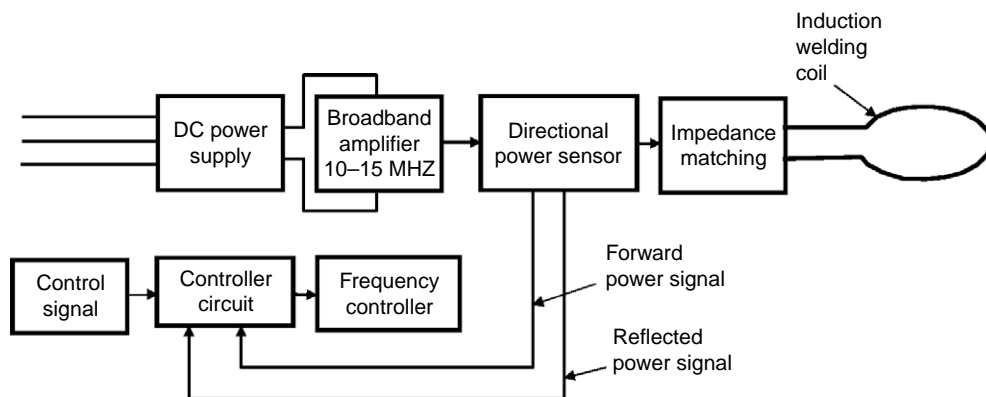 Induction
welding
coil
DC power
supply
Broadband
amplifier
10–15 MHZ
Directional
power sensor
Impedance
matching
Control
signal
Controller
circuit
Frequency
controller
Forward
power signal
Reflected
power signal